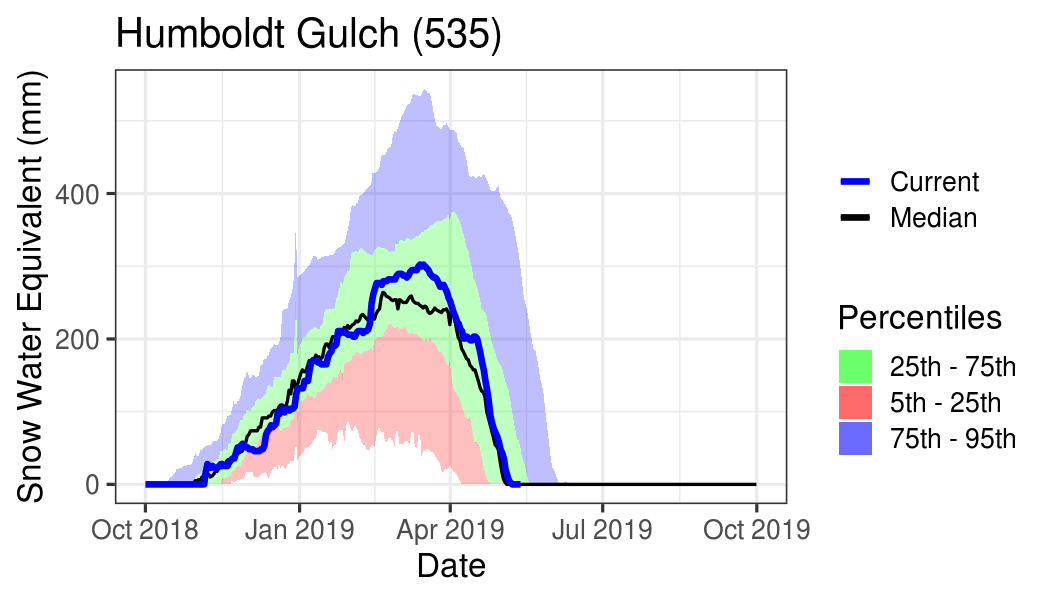 Humboldt Gulch (535)
Snow Water Equivalent (mm)
400
200
0
Oct 2018
Jan 2019
Apr 2019
Jul 2019
Oct 2019
Date
Current
Median
Percentiles
25th - 75th
5th - 25th
75th - 95th